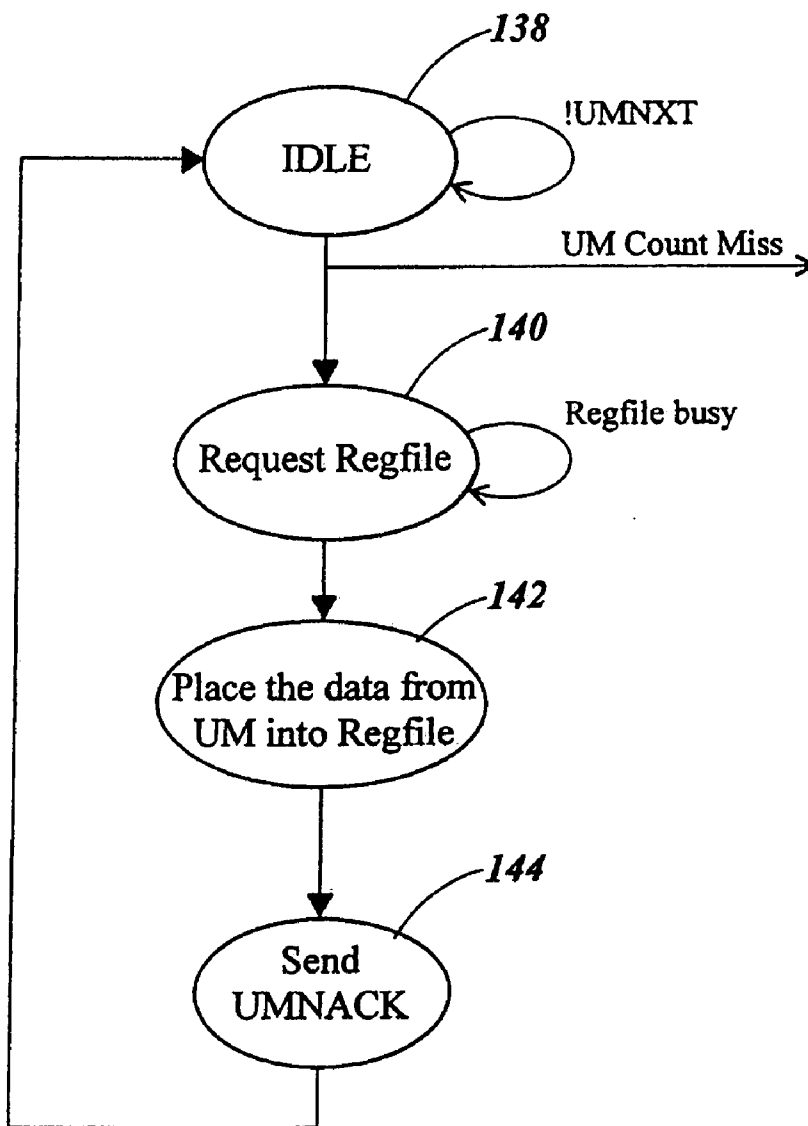 138
!UMNXT
IDLE
UM Count Miss
140
Regfile busy
Request Regfile
142
Place the data from
UM into Regfile
144
Send
UMNACK